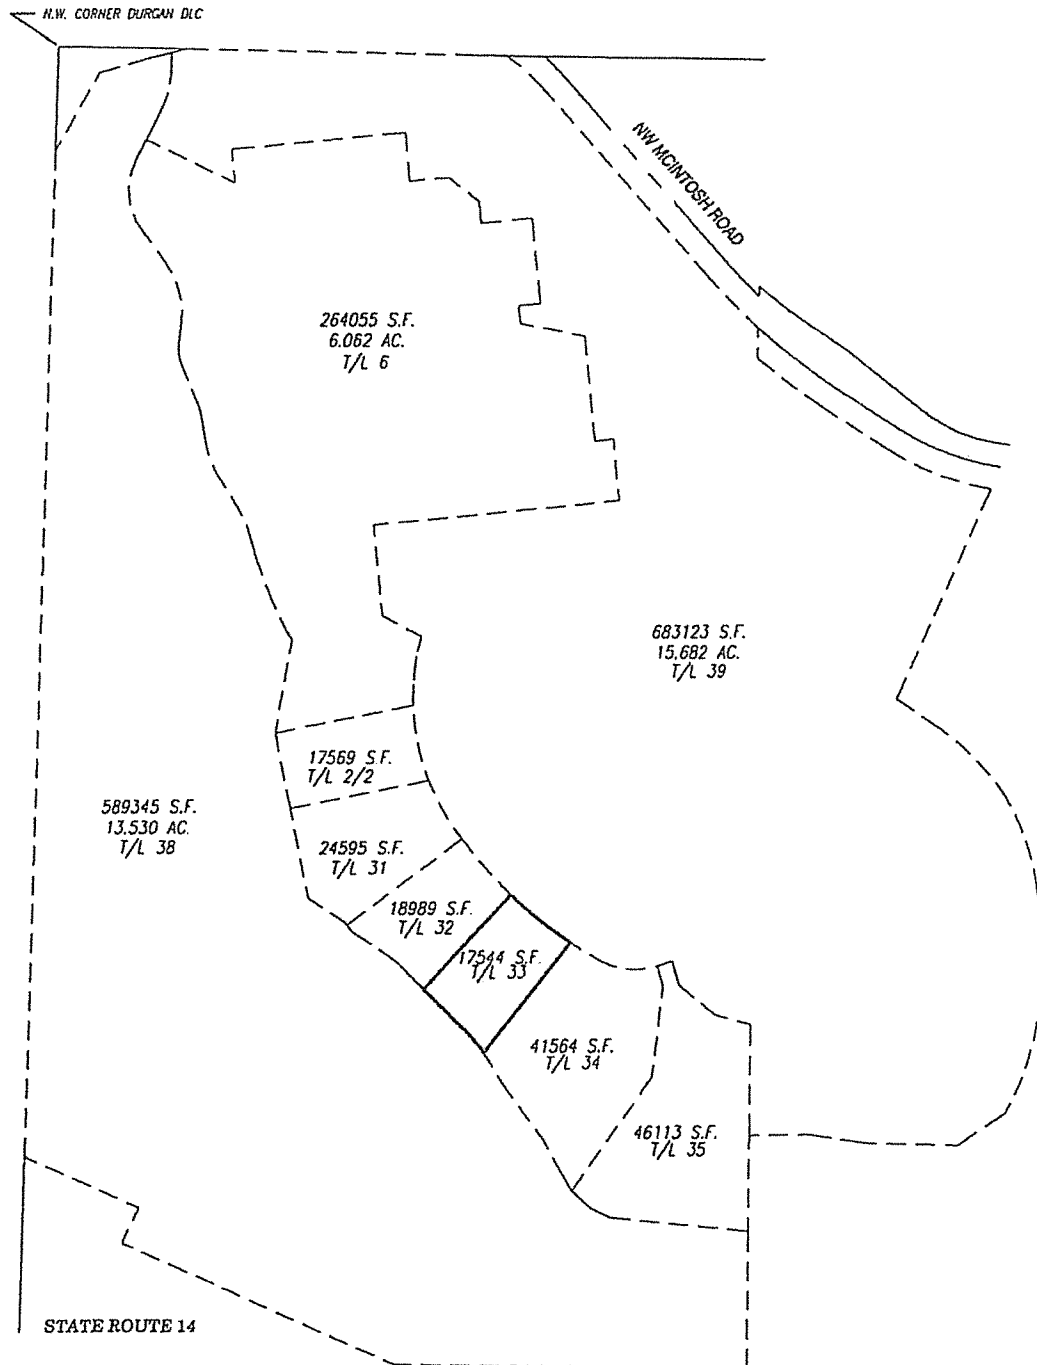 N.W. CORNER DURGAN DLC
NW MCINTOSH ROAD
264055 S.F.
6.062 AC.
T/L 6
683123 S.F.
15.682 AC.
T/L 39
17569 S.F.
T/L 2/2
589345 S.F.
13.530 AC.
T/L 38
24595 S.F.
T/L 31
18989 S.F.
T/L 32
17544 S.F.
T/L 33
41564 S.F.
T/L 34
46113 S.F.
T/L 35
STATE ROUTE 14